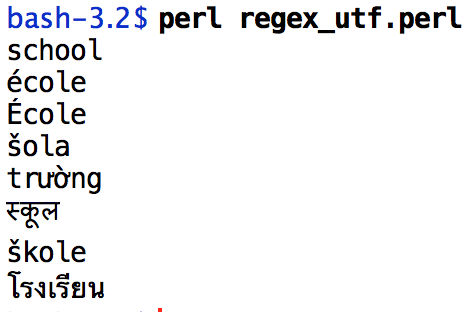 bash-3.2$ perl regex_utf.perl
school
école
École
šola
trường
स्कूल
škole
โรงเรียน